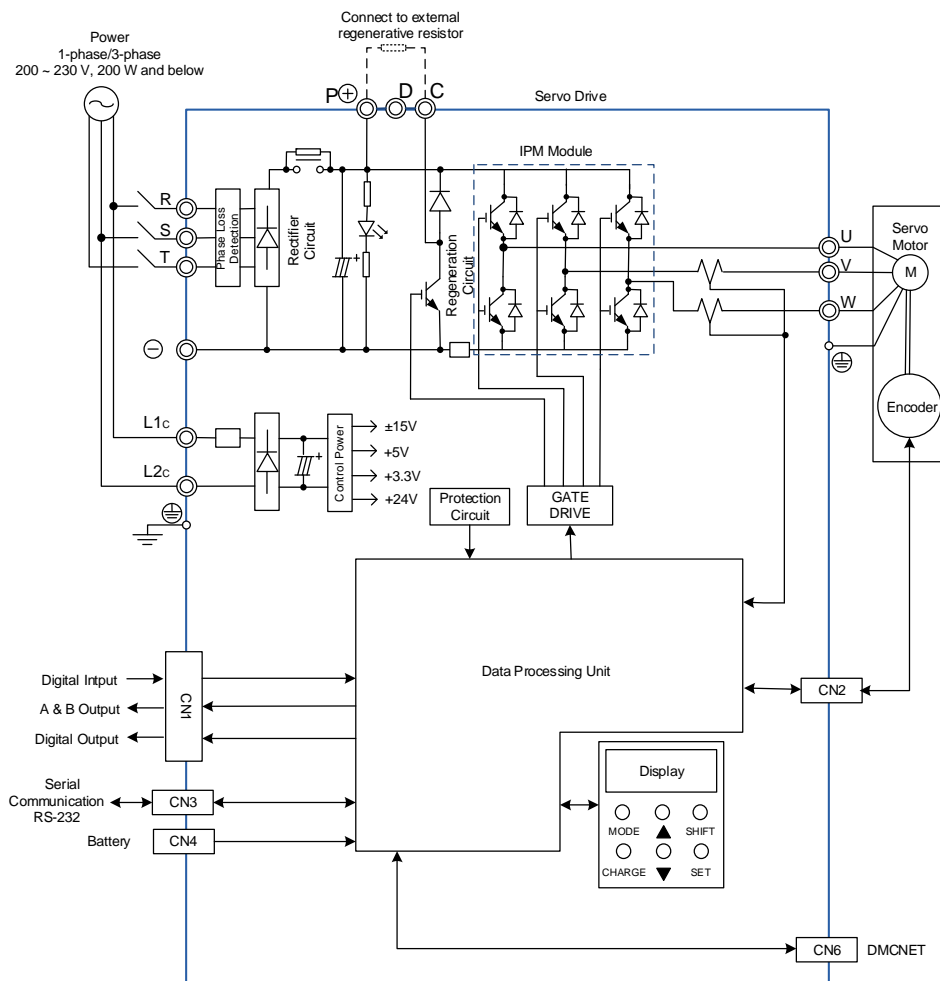 Connect to external
regenerative resistor
Power
1-phase/3-phase
200 ~ 230 V, 200 W and below
P⊕
D
C
Servo Drive
IPM Module
R
S
T
Phase Loss
Detection
Rectifier
Circuit
+
Regeneration
Circuit
U
V
W
Servo
Motor
M
Encoder
L1c
L2c
+
Control Power
±15V
+5V
+3.3V
+24V
Protection
Circuit
GATE
DRIVE
Data Processing Unit
Digital Intput
A & B Output
Digital Output
CN1
CN2
Serial
Communication
RS-232
CN3
Battery
CN4
Display
MODE
▲
SHIFT
CHARGE
▼
SET
CN6
DMCNET